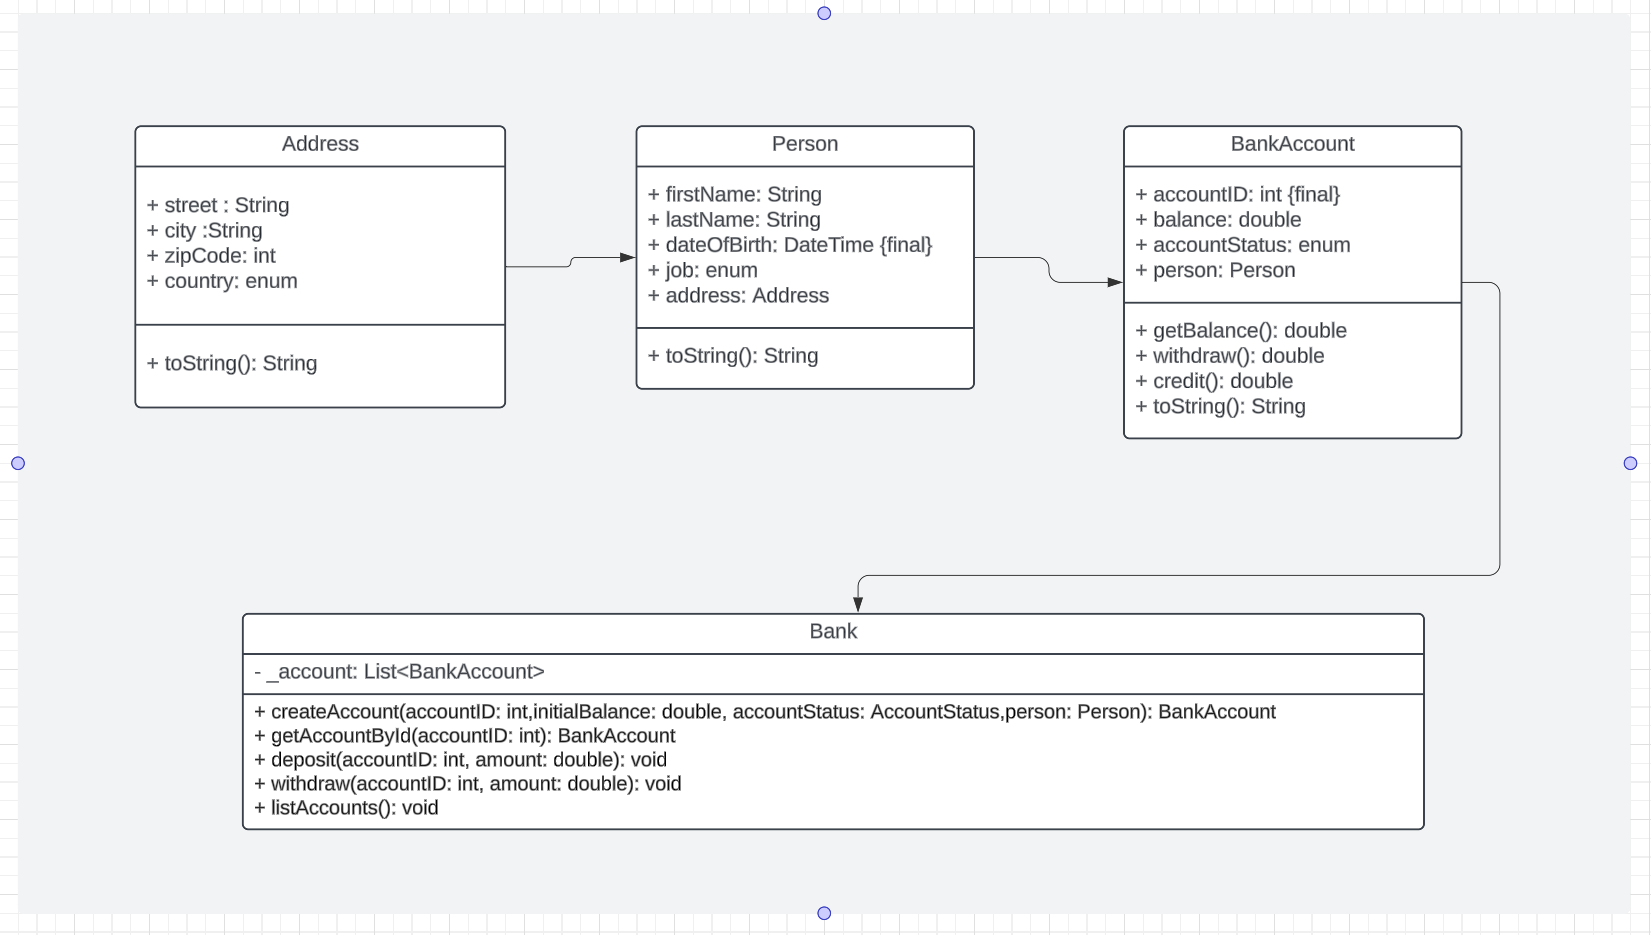 Address
+ street : String
+ city :String
+ zipCode: int
+ country: enum
+ toString(): String
Person
+ firstName: String
+ lastName: String
+ dateOfBirth: DateTime {final}
+ job: enum
+ address: Address
+ toString(): String
BankAccount
+ accountID: int {final}
+ balance: double
+ accountStatus: enum
+ person: Person
+ getBalance(): double
+ withdraw(): double
+ credit(): double
+ toString(): String
Bank
- _account: List<BankAccount>
+ createAccount(accountID: int,initialBalance: double, accountStatus: AccountStatus,person: Person): BankAccount
+ getAccountById(accountID: int): BankAccount
+ deposit(accountID: int, amount: double): void
+ withdraw(accountID: int, amount: double): void
+ listAccounts(): void